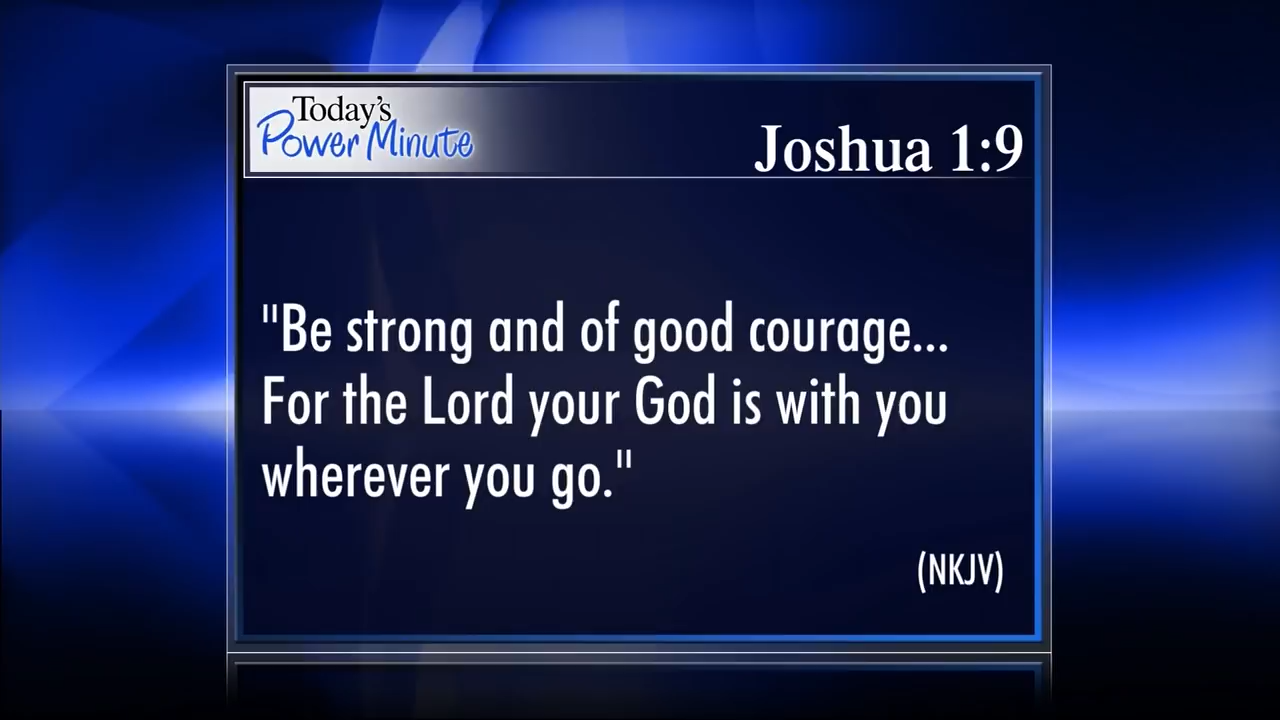 Today's
Power Minute
Joshua 1:9
"Be strong and of good courage...
For the Lord your God is with you
wherever you go."
(NKJV)